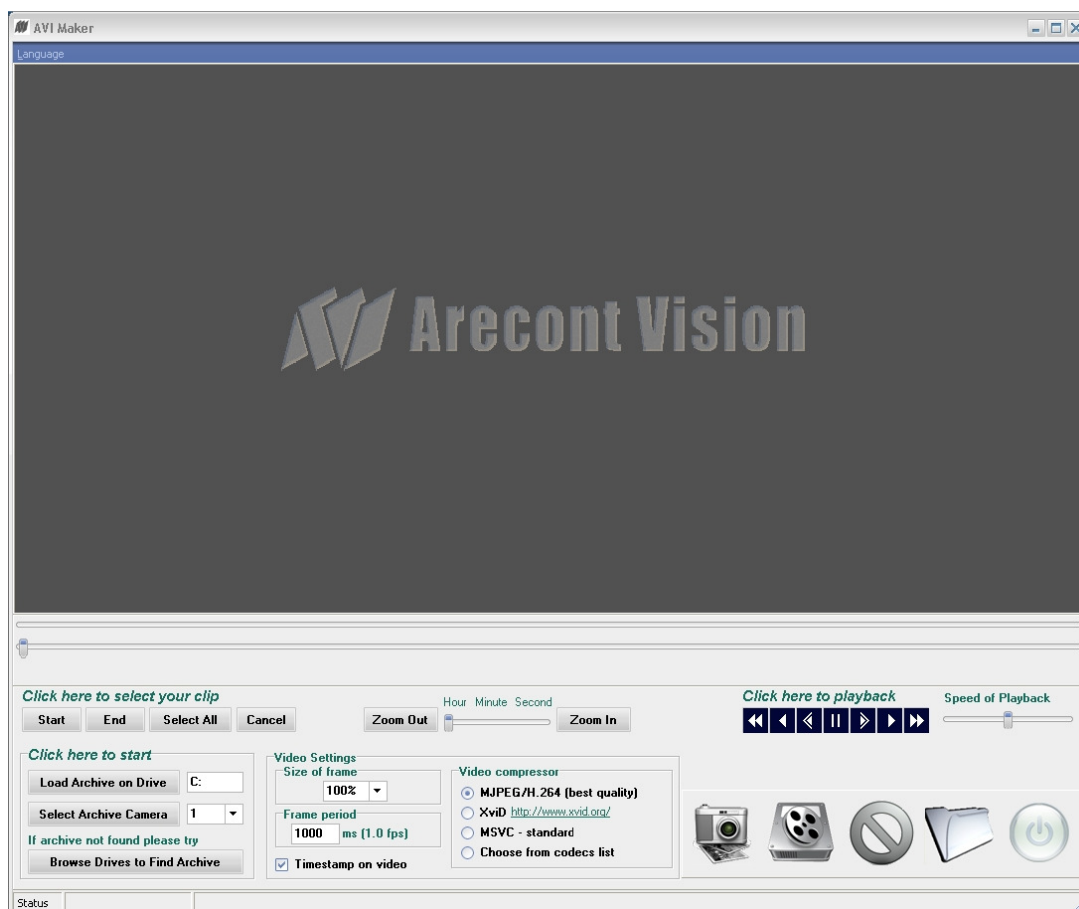 AVI Maker
Language
Arecont Vision
Click here to select your clip
Start End Select All Cancel
Zoom Out
Hour Minute Second
Zoom In
Click here to playback
Speed of Playback
Click here to start
Load Archive on Drive C:
Select Archive Camera 1
If archive not found please try
Browse Drives to Find Archive
Video Settings
Size of frame
100%
Frame period
1000 ms (1.0 fps)
Timestamp on video
Video compressor
MJPEG/H.264 (best quality)
XviD http://www.xvid.org/
MSVC - standard
Choose from codecs list
Status